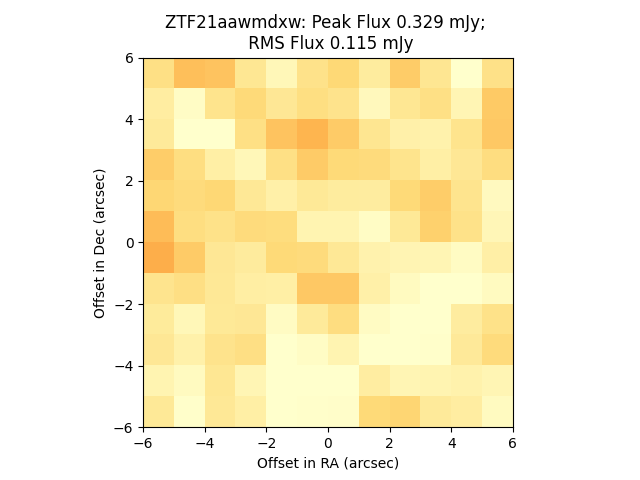 ZTF21aawmdxw: Peak Flux 0.329 mJy;
RMS Flux 0.115 mJy
6
4
2
0
−2
−4
−6
Offset in Dec (arcsec)
−6 −4 −2 0 2 4 6
Offset in RA (arcsec)